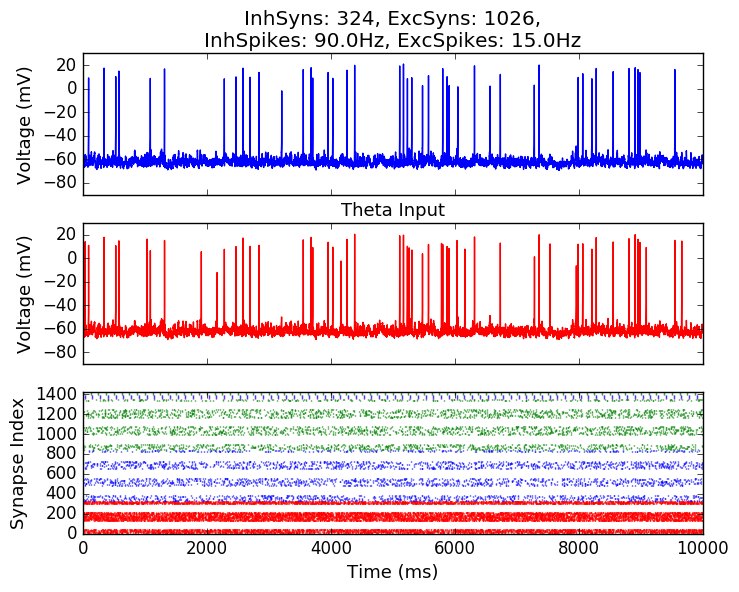 InhSyns: 324, ExcSyns: 1026,
InhSpikes: 90.0Hz, ExcSpikes: 15.0Hz
20
0
−20
−40
−60
−80
Voltage (mV)
Theta Input
20
0
−20
−40
−60
−80
Voltage (mV)
1400
1200
1000
800
600
400
200
0
Synapse Index
0 2000 4000 6000 8000 10000
Time (ms)